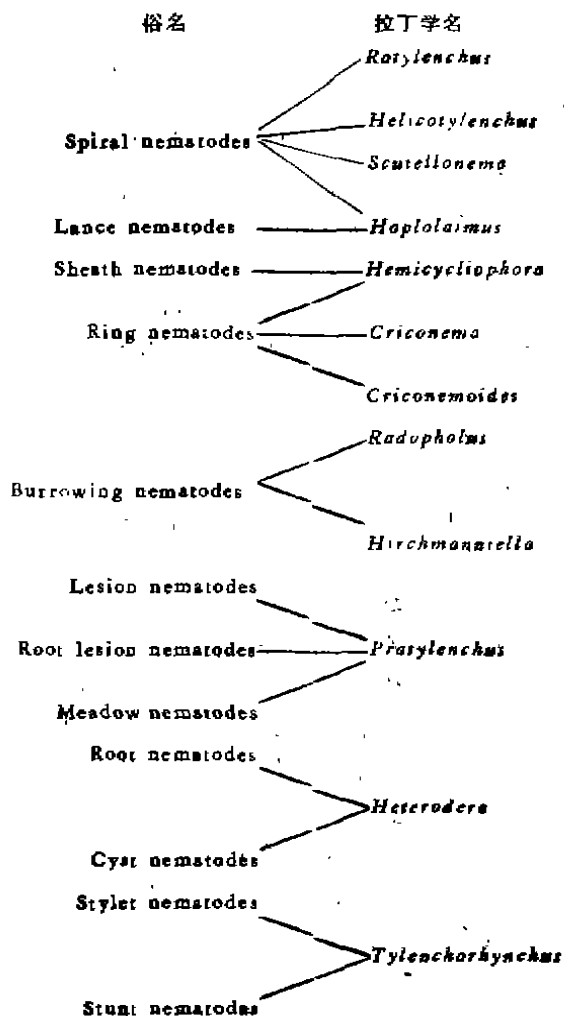 俗名 拉丁学名
Rotylenchus
Helicotylenchus
Spiral nematodes
Scutellonema
Lance nematodes Hoplolaimus
Sheath nematodes Hemicycliophora
Ring nematodes Criconema
Criconemoides
Radopholus
Burrowing nematodes
Hirchmanniella
Lesion nematodes
Root lesion nematodes Pratylenchus
Meadow nematodes
Root nematodes
Heterodera
Cyst nematodes
Stylet nematodes
Tylenchorhynchus
Stunt nematodes